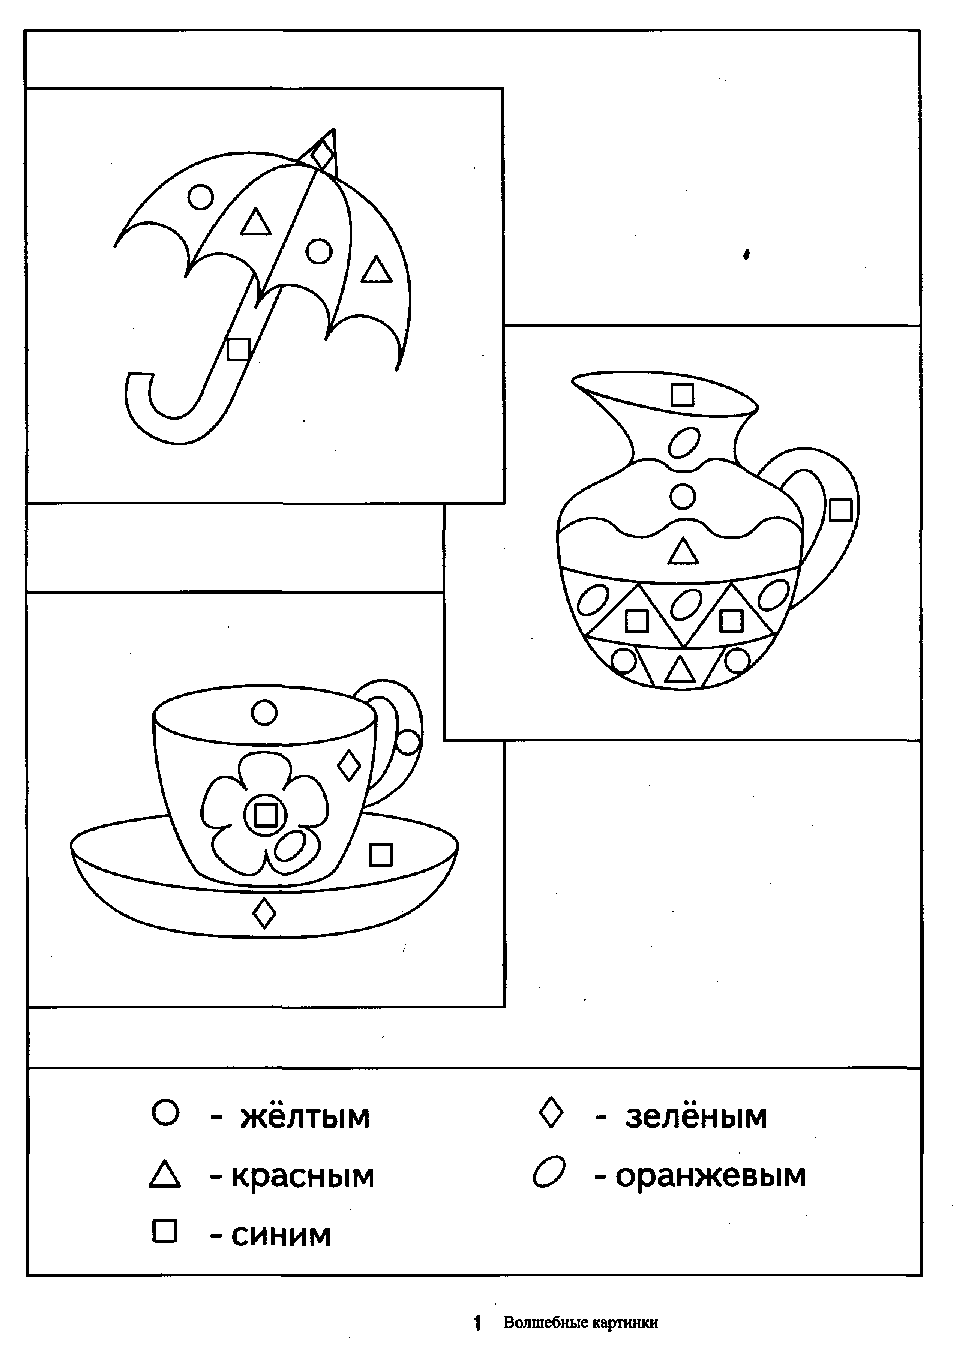 - жёлтым
- зелёным
- красным
- оранжевым
- синим
1 Волшебные картинки